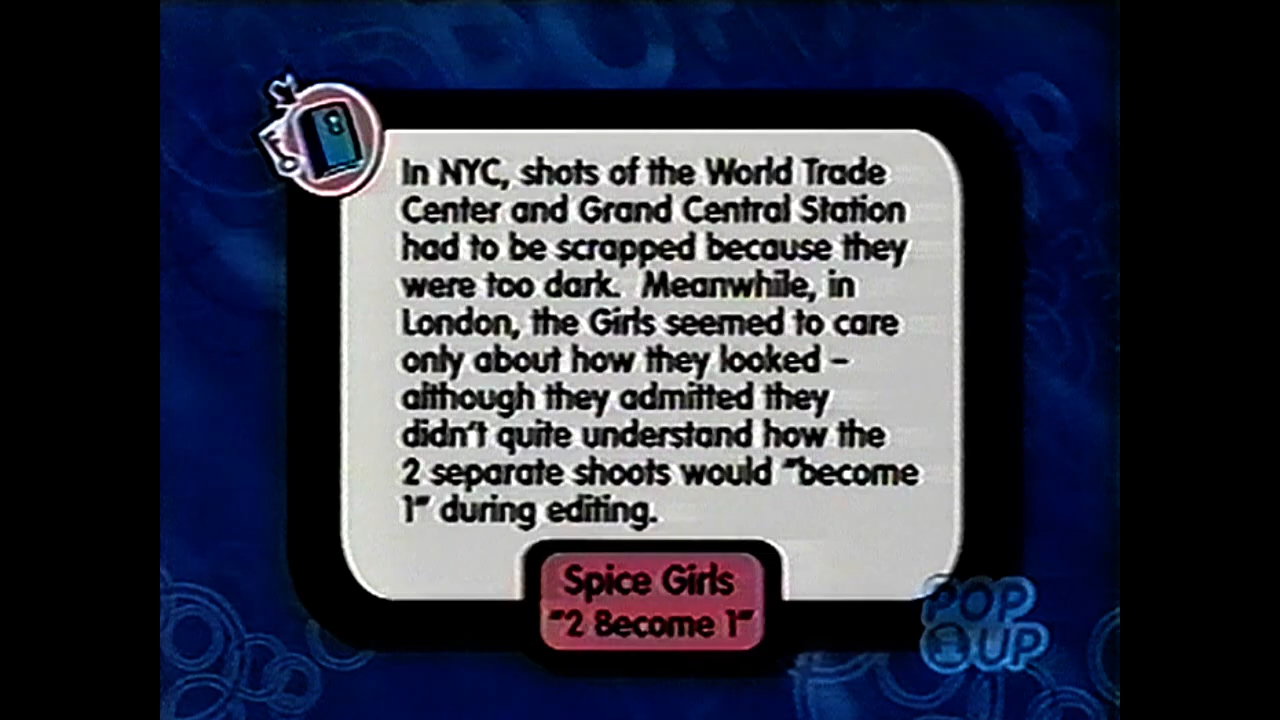 In NYC, shots of the World Trade
Center and Grand Central Station
had to be scrapped because they
were too dark.  Meanwhile, in
London, the Girls seemed to care
only about how they looked –
although they admitted they
didn't quite understand how the
2 separate shoots would "become
1" during editing.
Spice Girls
"2 Become 1"
POP
UP